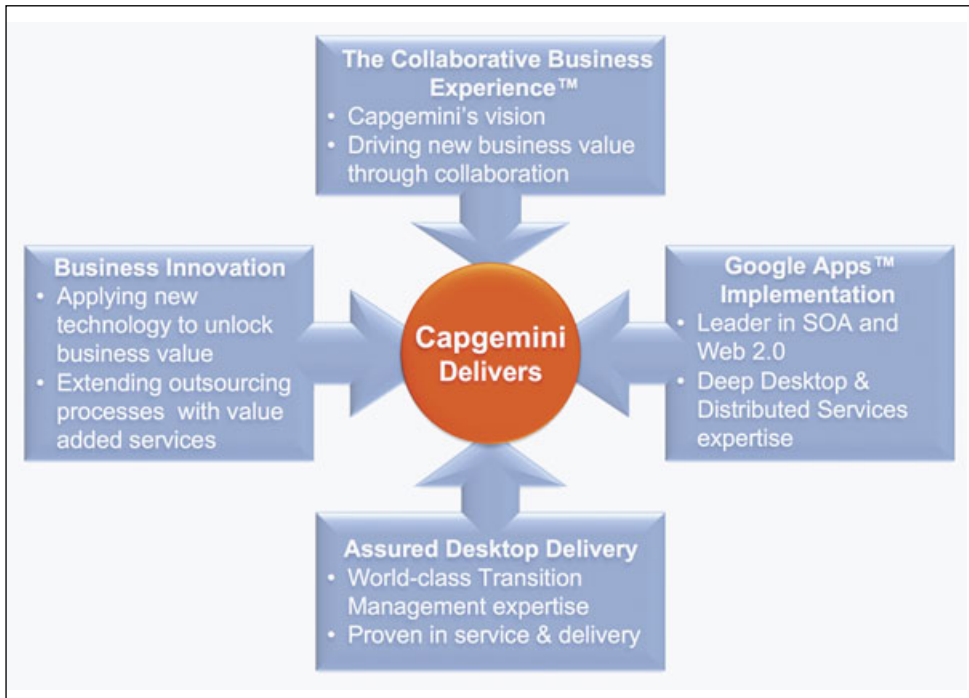 The Collaborative Business
Experience™
• Capgemini's vision
• Driving new business value
through collaboration
Business Innovation
• Applying new
technology to unlock
business value
• Extending outsourcing
processes with value
added services
Capgemini
Delivers
Google Apps™
Implementation
• Leader in SOA and
Web 2.0
• Deep Desktop &
Distributed Services
expertise
Assured Desktop Delivery
• World-class Transition
Management expertise
• Proven in service & delivery